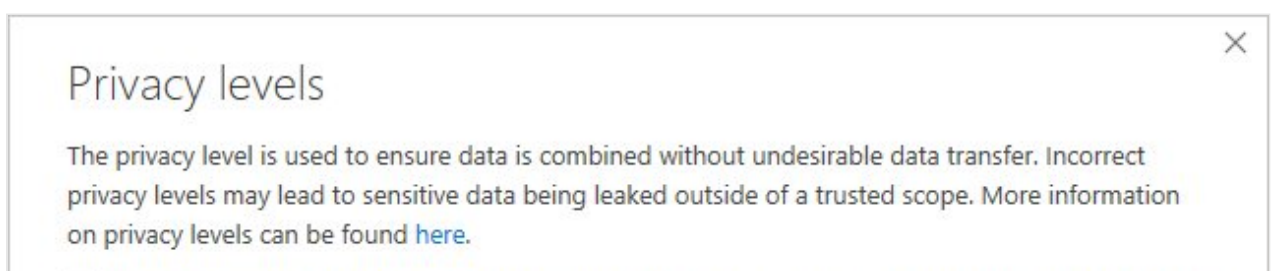 Privacy levels
The privacy level is used to ensure data is combined without undesirable data transfer. Incorrect
privacy levels may lead to sensitive data being leaked outside of a trusted scope. More information
on privacy levels can be found here.